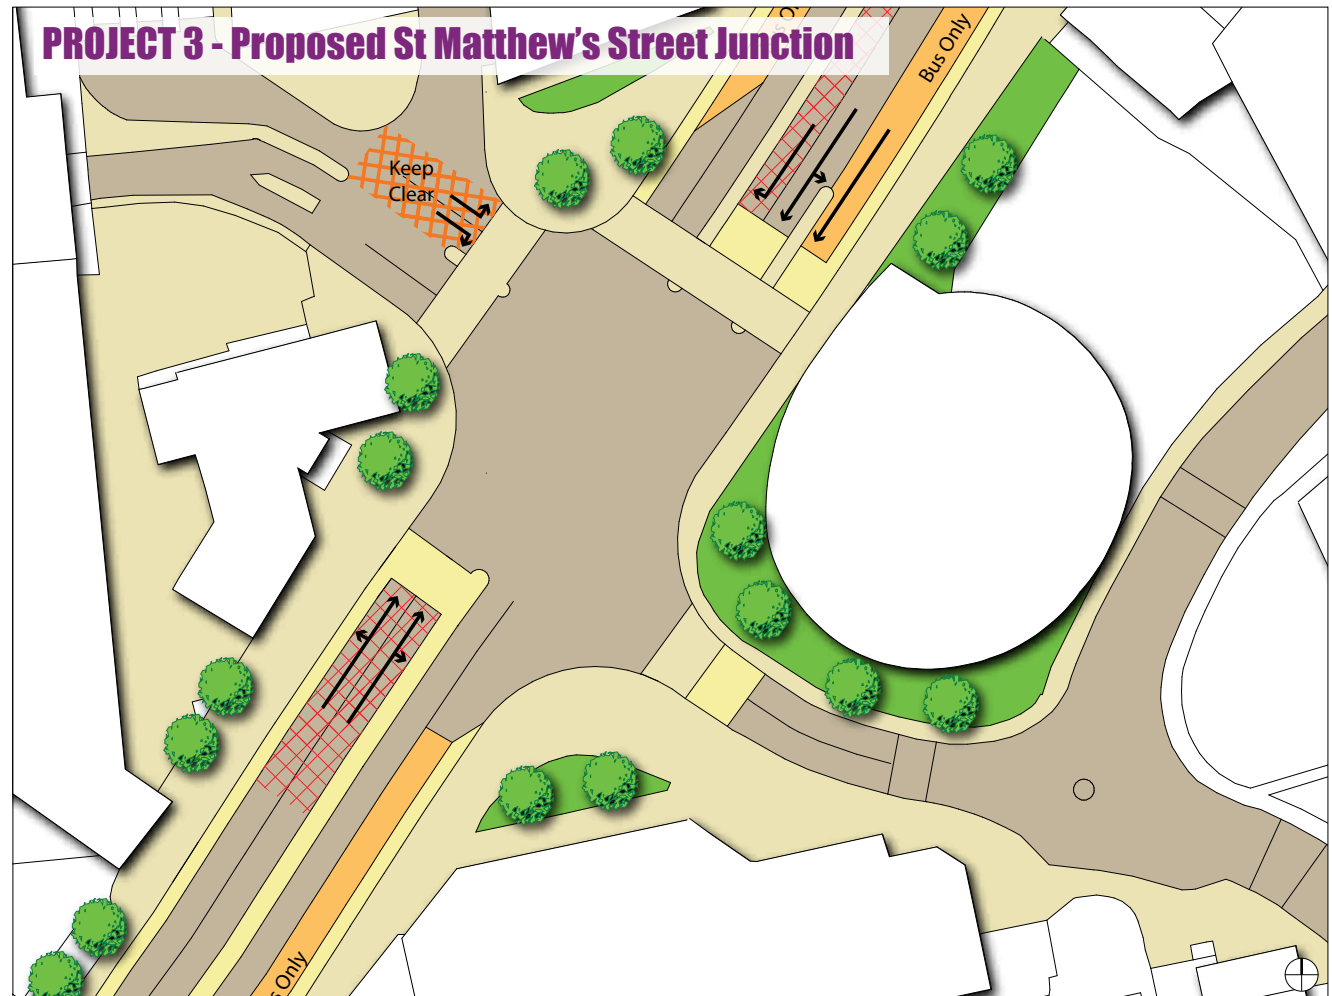 PROJECT 3 - Proposed St Matthew’s Street Junction
Bus Only
Keep
Clear
Only